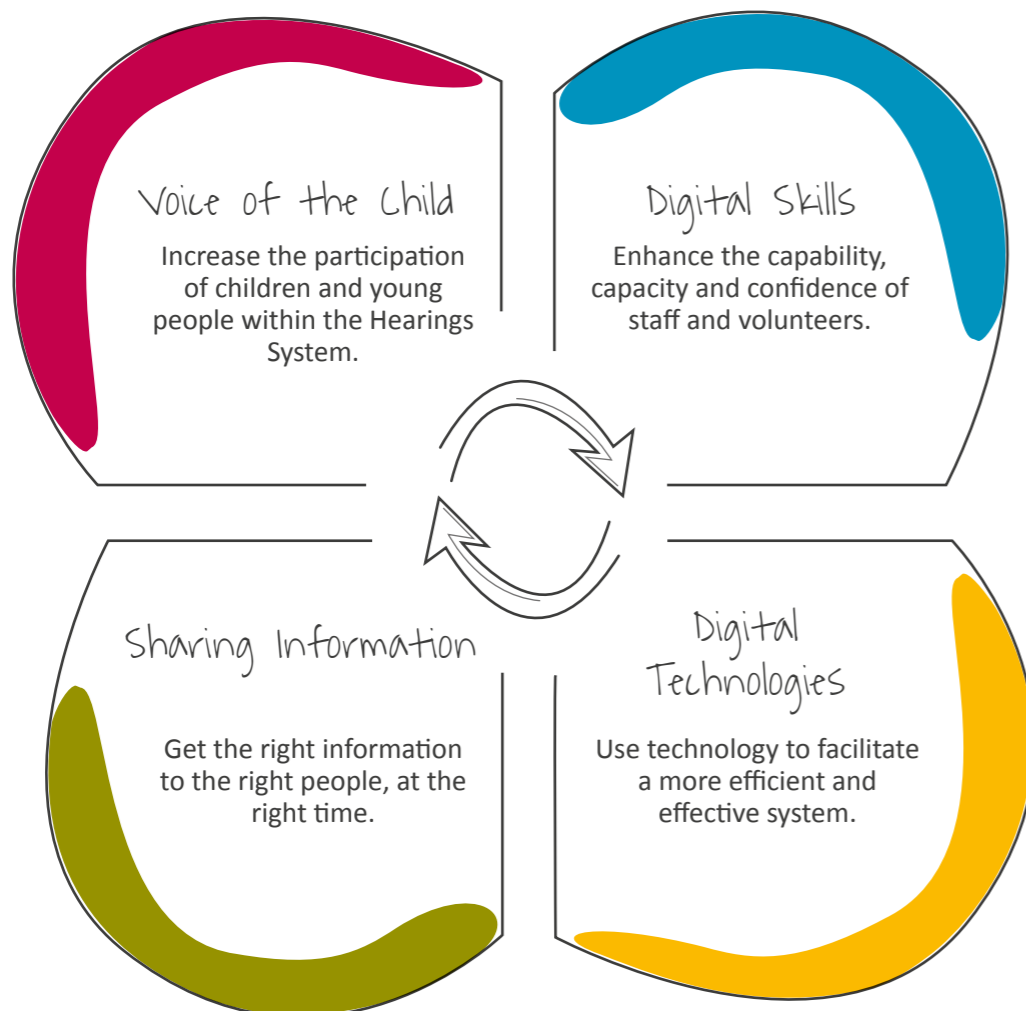 Voice of the Child
Increase the participation
of children and young
people within the Hearings
System.
Digital Skills
Enhance the capability,
capacity and confidence of
staff and volunteers.
Sharing Information
Get the right information
to the right people, at the
right time.
Digital
Technologies
Use technology to facilitate
a more efficient and
effective system.